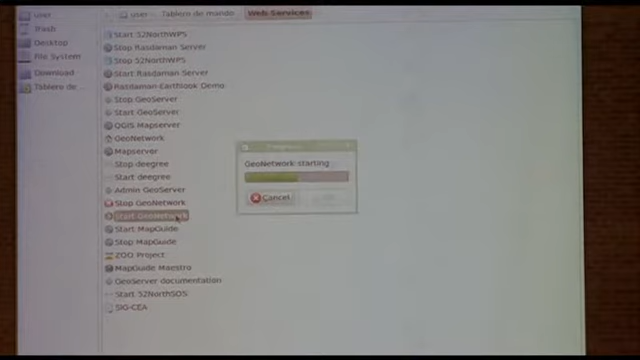 user
Trash
Desktop
File System
Download
Tablero de ...
user
Tablero de mando
Web Services
Start 52NorthWPS
Stop Rasdaman Server
Stop 52NorthWPS
Start Rasdaman Server
Rasdaman-Earthlook Demo
Stop GeoServer
Start GeoServer
QGIS Mapserver
GeoNetwork
Mapserver
Stop deegree
Start deegree
Admin GeoServer
Stop GeoNetwork
Start GeoNetwork
Start MapGuide
Stop MapGuide
ZOO Project
MapGuide Maestro
GeoServer documentation
Start 52NorthSOS
SIG-CEA
GeoNetwork starting
Cancel